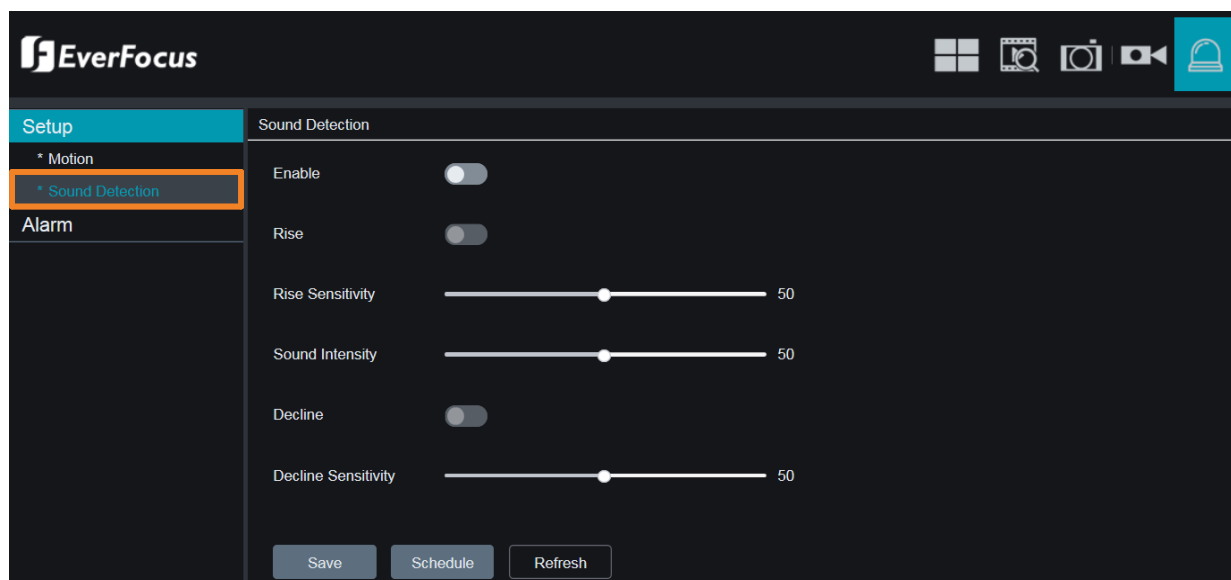 EverFocus
Setup
* Motion
* Sound Detection
Alarm
Sound Detection
Enable
Rise
Rise Sensitivity 50
Sound Intensity 50
Decline
Decline Sensitivity 50
Save Schedule Refresh